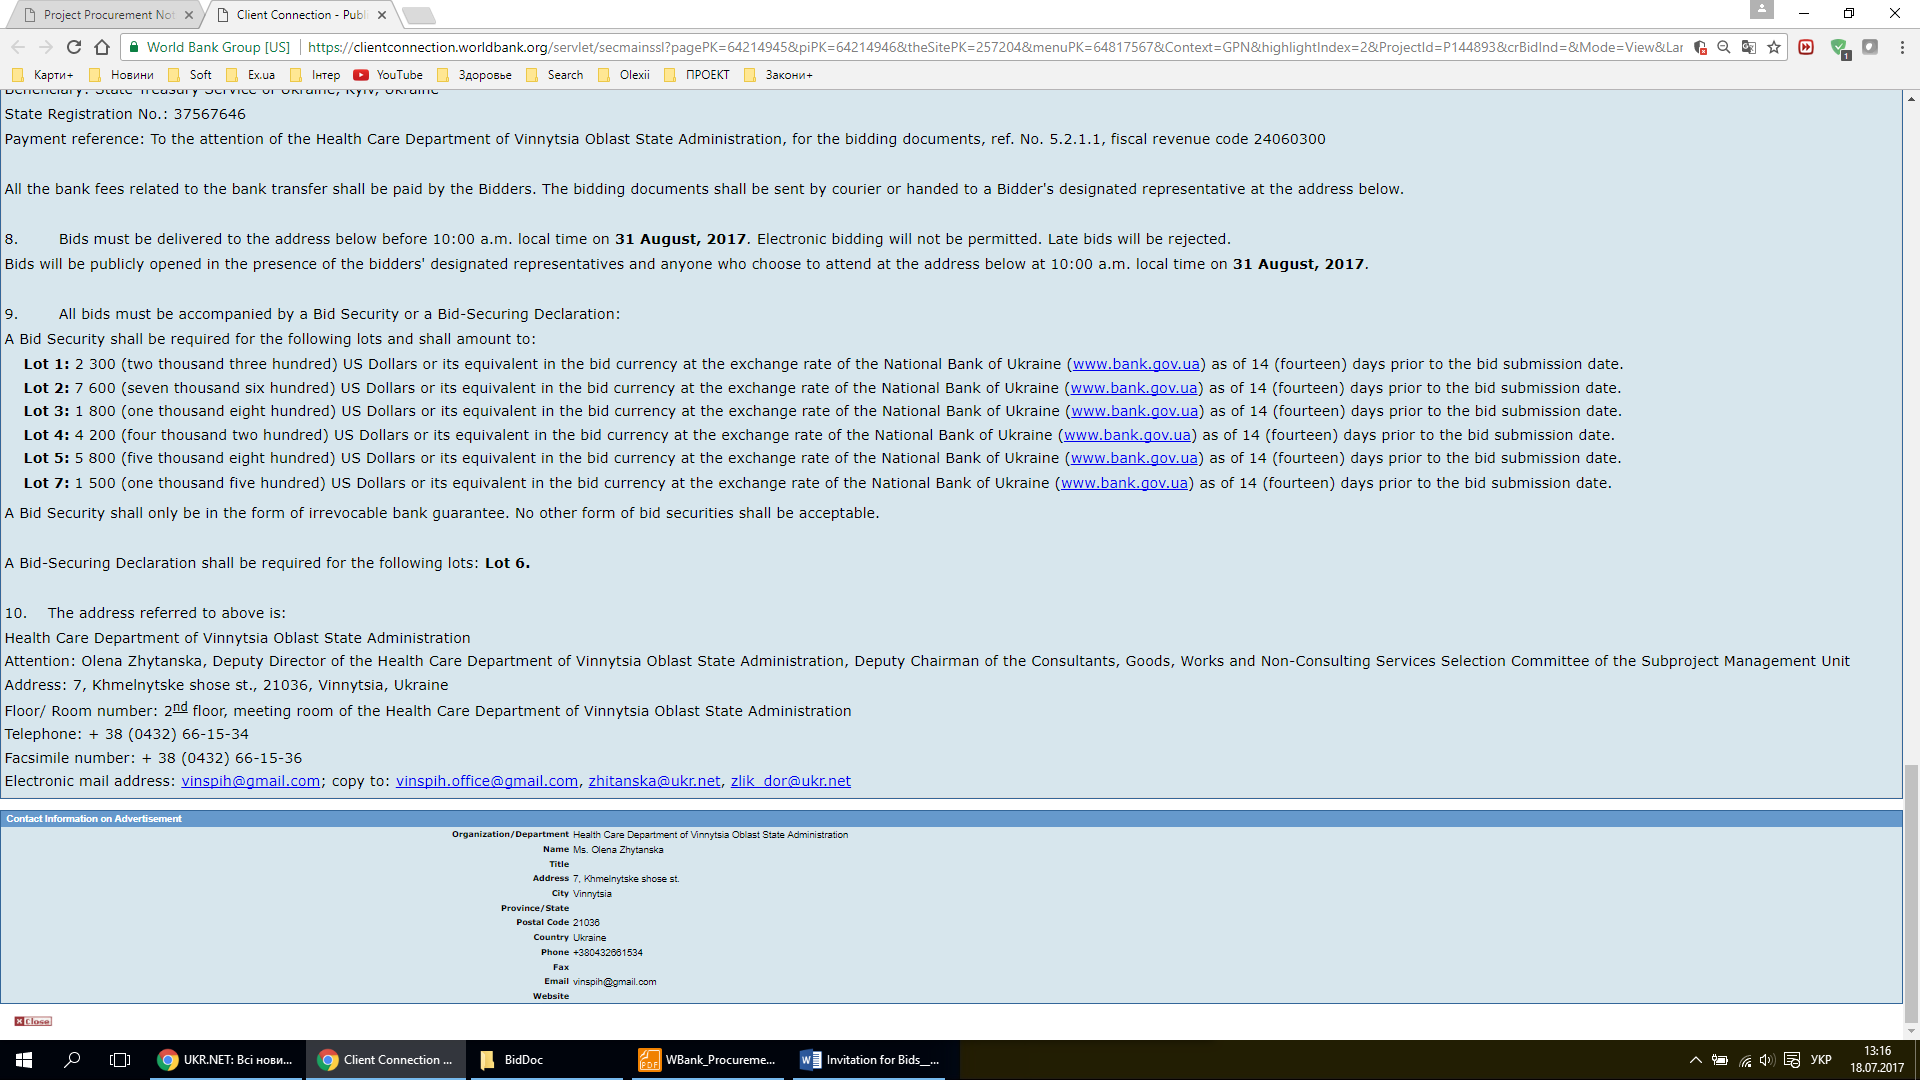 Project Procurement Not
Client Connection - Publ
World Bank Group [US]
https://clientconnection.worldbank.org/servlet/secmainssl?pagePK=64214945&piPK=64214946&theSitePK=257204&menuPK=64817567&Context=GPN&highlightIndex=2&ProjectId=P144893&crBidInd=&Mode=View&Lar
Карти+ Новини Soft Ex.ua Інтер YouTube Здоровье Search Olexii ПРОЕКТ Закони+
Beneficiary: State Treasury Service of Ukraine, Kyiv, Ukraine
State Registration No.: 37567646
Payment reference: To the attention of the Health Care Department of Vinnytsia Oblast State Administration, for the bidding documents, ref. No. 5.2.1.1, fiscal revenue code 24060300
All the bank fees related to the bank transfer shall be paid by the Bidders. The bidding documents shall be sent by courier or handed to a Bidder's designated representative at the address below.
8. Bids must be delivered to the address below before 10:00 a.m. local time on 31 August, 2017. Electronic bidding will not be permitted. Late bids will be rejected.
Bids will be publicly opened in the presence of the bidders' designated representatives and anyone who choose to attend at the address below at 10:00 a.m. local time on 31 August, 2017.
9. All bids must be accompanied by a Bid Security or a Bid-Securing Declaration:
A Bid Security shall be required for the following lots and shall amount to:
Lot 1: 2 300 (two thousand three hundred) US Dollars or its equivalent in the bid currency at the exchange rate of the National Bank of Ukraine (www.bank.gov.ua) as of 14 (fourteen) days prior to the bid submission date.
Lot 2: 7 600 (seven thousand six hundred) US Dollars or its equivalent in the bid currency at the exchange rate of the National Bank of Ukraine (www.bank.gov.ua) as of 14 (fourteen) days prior to the bid submission date.
Lot 3: 1 800 (one thousand eight hundred) US Dollars or its equivalent in the bid currency at the exchange rate of the National Bank of Ukraine (www.bank.gov.ua) as of 14 (fourteen) days prior to the bid submission date.
Lot 4: 4 200 (four thousand two hundred) US Dollars or its equivalent in the bid currency at the exchange rate of the National Bank of Ukraine (www.bank.gov.ua) as of 14 (fourteen) days prior to the bid submission date.
Lot 5: 5 800 (five thousand eight hundred) US Dollars or its equivalent in the bid currency at the exchange rate of the National Bank of Ukraine (www.bank.gov.ua) as of 14 (fourteen) days prior to the bid submission date.
Lot 7: 1 500 (one thousand five hundred) US Dollars or its equivalent in the bid currency at the exchange rate of the National Bank of Ukraine (www.bank.gov.ua) as of 14 (fourteen) days prior to the bid submission date.
A Bid Security shall only be in the form of irrevocable bank guarantee. No other form of bid securities shall be acceptable.
A Bid-Securing Declaration shall be required for the following lots: Lot 6.
10. The address referred to above is:
Health Care Department of Vinnytsia Oblast State Administration
Attention: Olena Zhytanska, Deputy Director of the Health Care Department of Vinnytsia Oblast State Administration, Deputy Chairman of the Consultants, Goods, Works and Non-Consulting Services Selection Committee of the Subproject Management Unit
Address: 7, Khmelnytske shose st., 21036, Vinnytsia, Ukraine
Floor/ Room number: 2nd floor, meeting room of the Health Care Department of Vinnytsia Oblast State Administration
Telephone: + 38 (0432) 66-15-34
Facsimile number: + 38 (0432) 66-15-36
Electronic mail address: vinspih@gmail.com; copy to: vinspih.office@gmail.com, zhitanska@ukr.net, zlik_dor@ukr.net
Contact Information on Advertisement
Organization/Department Health Care Department of Vinnytsia Oblast State Administration
Name Ms. Olena Zhytanska
Title
Address 7, Khmelnytske shose st.
City Vinnytsia
Province/State
Postal Code 21036
Country Ukraine
Phone +380432661534
Fax
Email vinspih@gmail.com
Website
Close
UKR.NET: Всі нови...
Client Connection ...
BidDoc
WBank_Procureme...
Invitation for Bids_...
УКР
13:16
18.07.2017